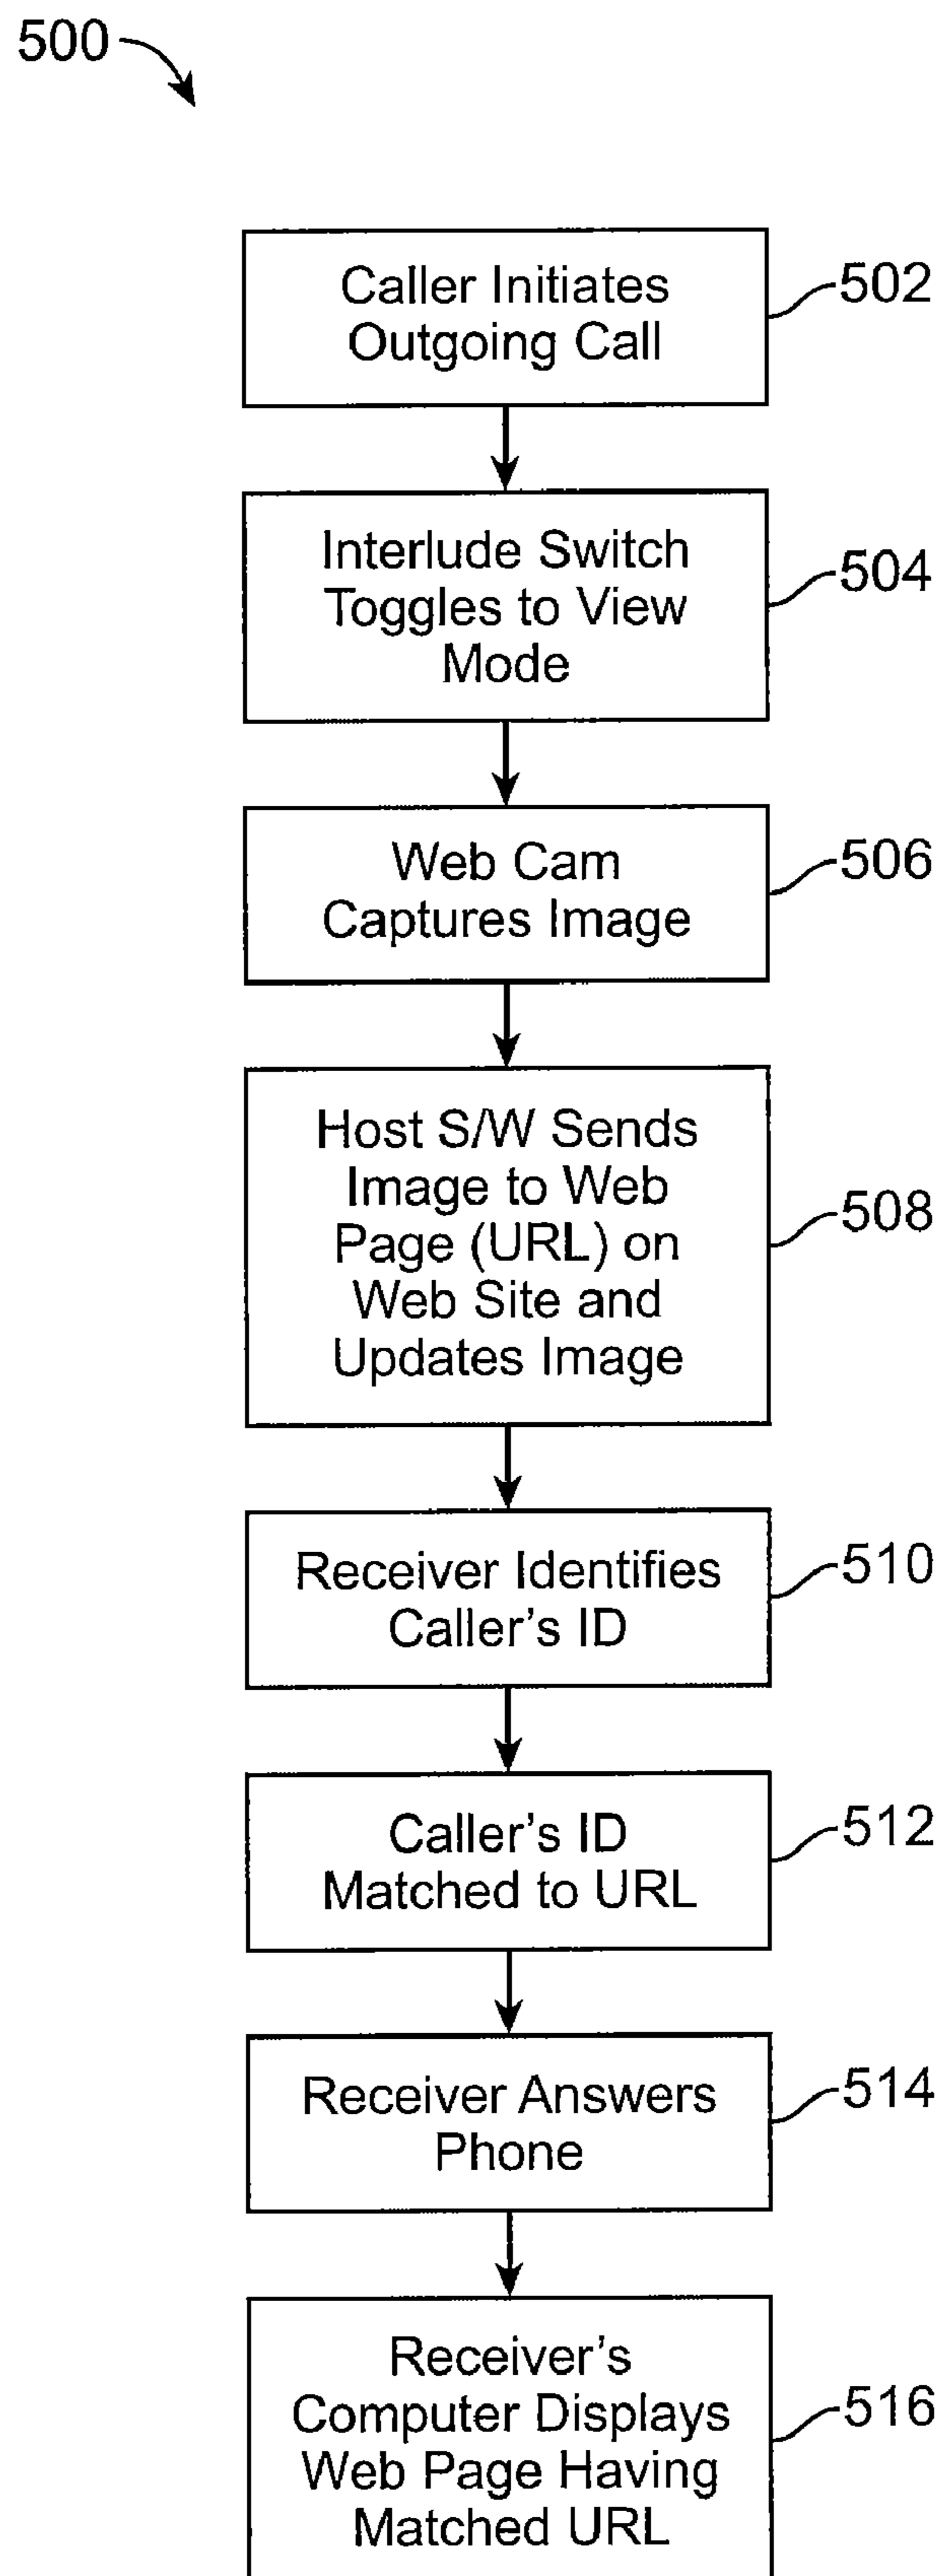 500
Caller Initiates
Outgoing Call
502
Interlude Switch
Toggles to View
Mode
504
Web Cam
Captures Image
506
Host S/W Sends
Image to Web
Page (URL) on
Web Site and
Updates Image
508
Receiver Identifies
Caller’s ID
510
Caller’s ID
Matched to URL
512
Receiver Answers
Phone
514
Receiver’s
Computer Displays
Web Page Having
Matched URL
516